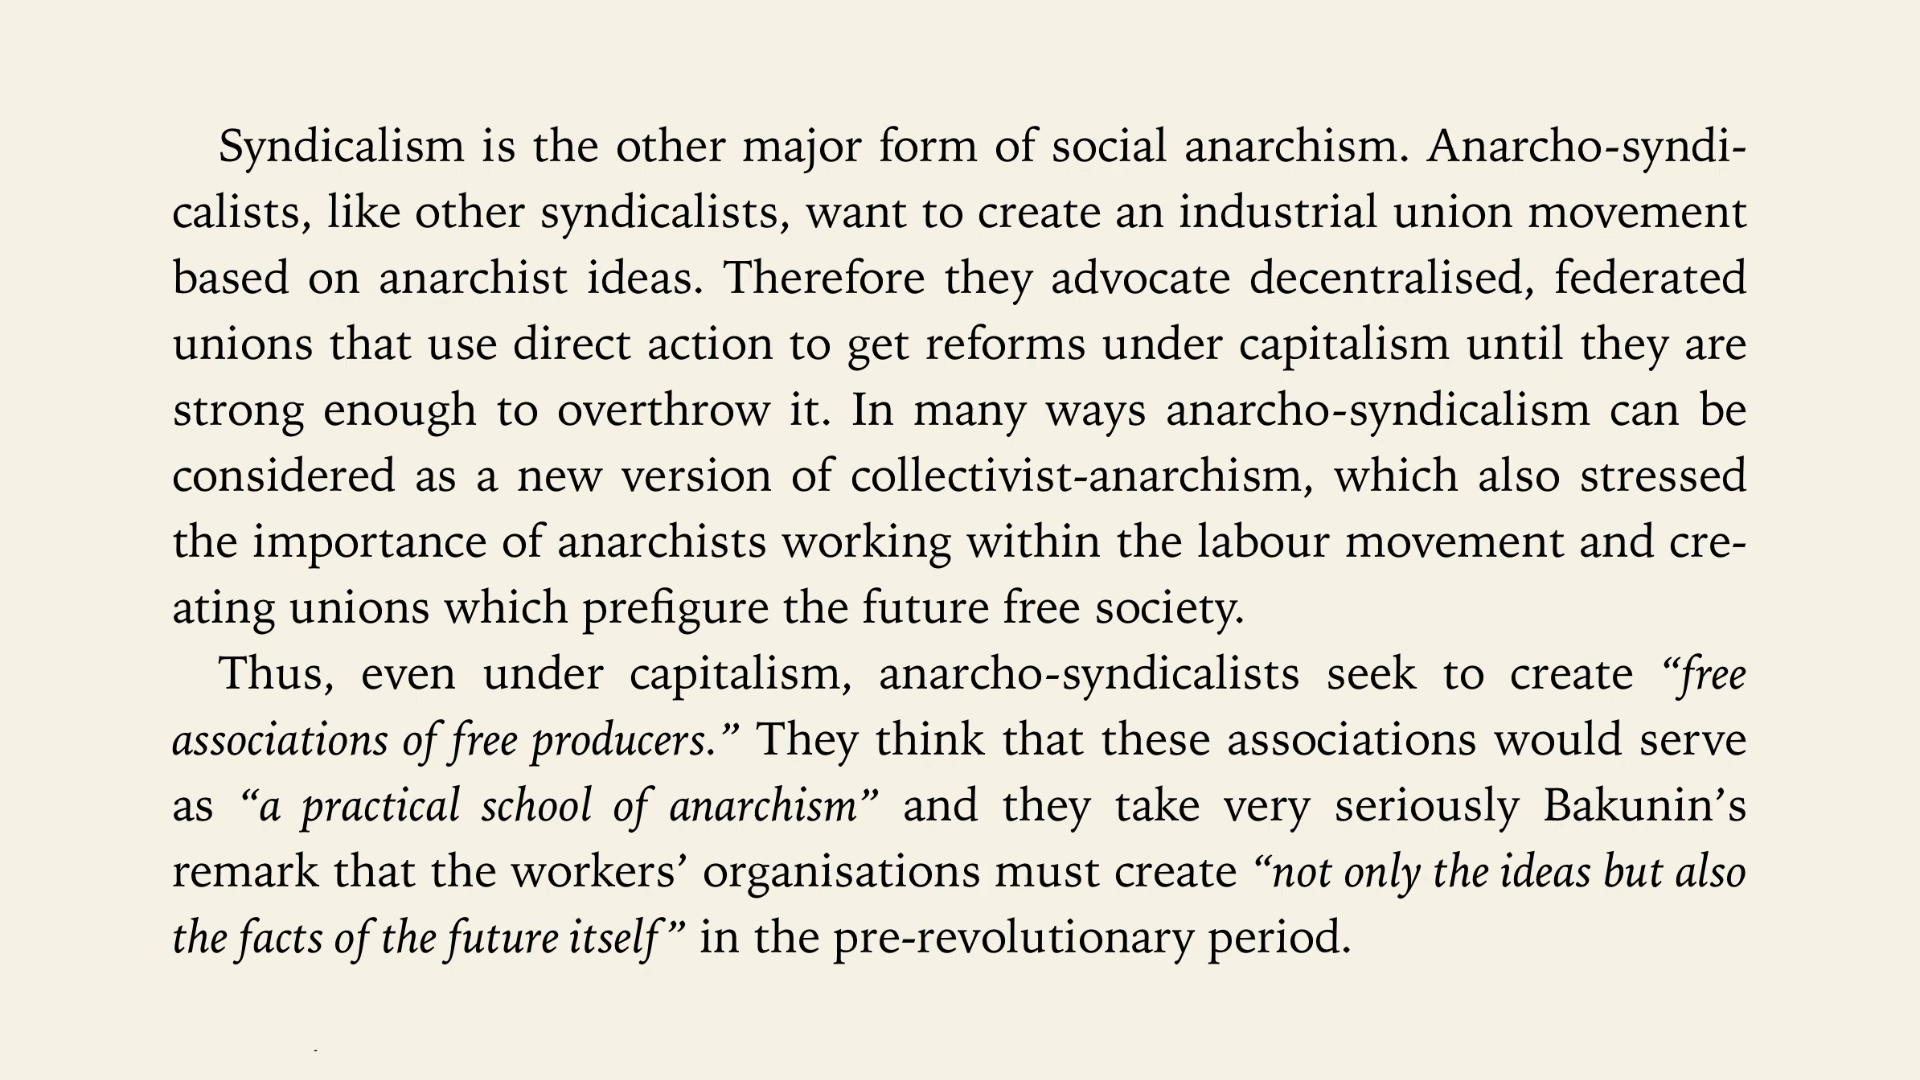 Syndicalism is the other major form of social anarchism. Anarcho-syndi-
calists, like other syndicalists, want to create an industrial union movement
based on anarchist ideas. Therefore they advocate decentralised, federated
unions that use direct action to get reforms under capitalism until they are
strong enough to overthrow it. In many ways anarcho-syndicalism can be
considered as a new version of collectivist-anarchism, which also stressed
the importance of anarchists working within the labour movement and cre-
ating unions which prefigure the future free society.
Thus, even under capitalism, anarcho-syndicalists seek to create “free
associations of free producers.” They think that these associations would serve
as “a practical school of anarchism” and they take very seriously Bakunin’s
remark that the workers’ organisations must create “not only the ideas but also
the facts of the future itself” in the pre-revolutionary period.